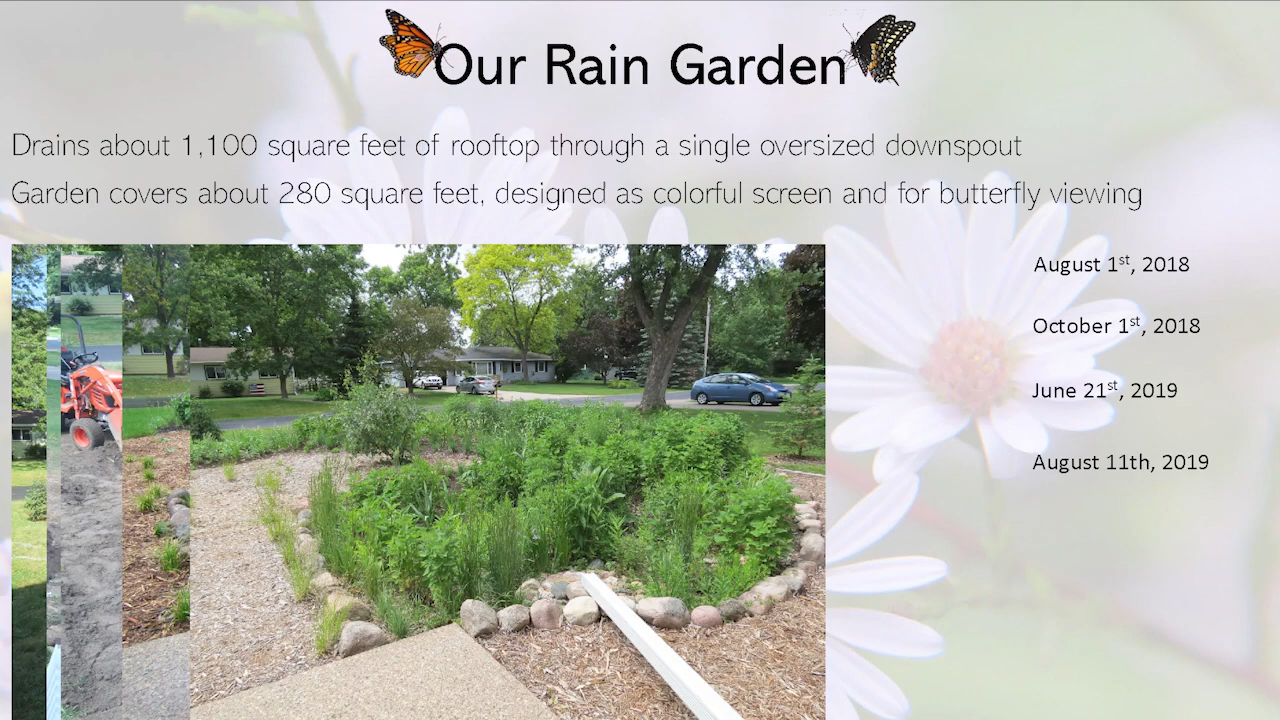 Our Rain Garden
Drains about 1,100 square feet of rooftop through a single oversized downspout
Garden covers about 280 square feet, designed as colorful screen and for butterfly viewing
August 1st, 2018
October 1st, 2018
June 21st, 2019
August 11th, 2019